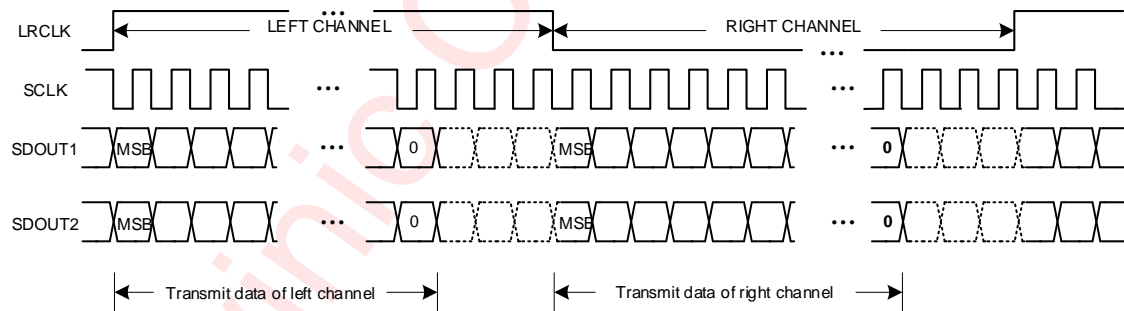 LRCLK
LEFT CHANNEL
...
RIGHT CHANNEL
...
SCLK
...
...
SDOUT1
MSB
...
0
MSB
...
0
SDOUT2
MSB
...
0
MSB
...
0
Transmit data of left channel
Transmit data of right channel